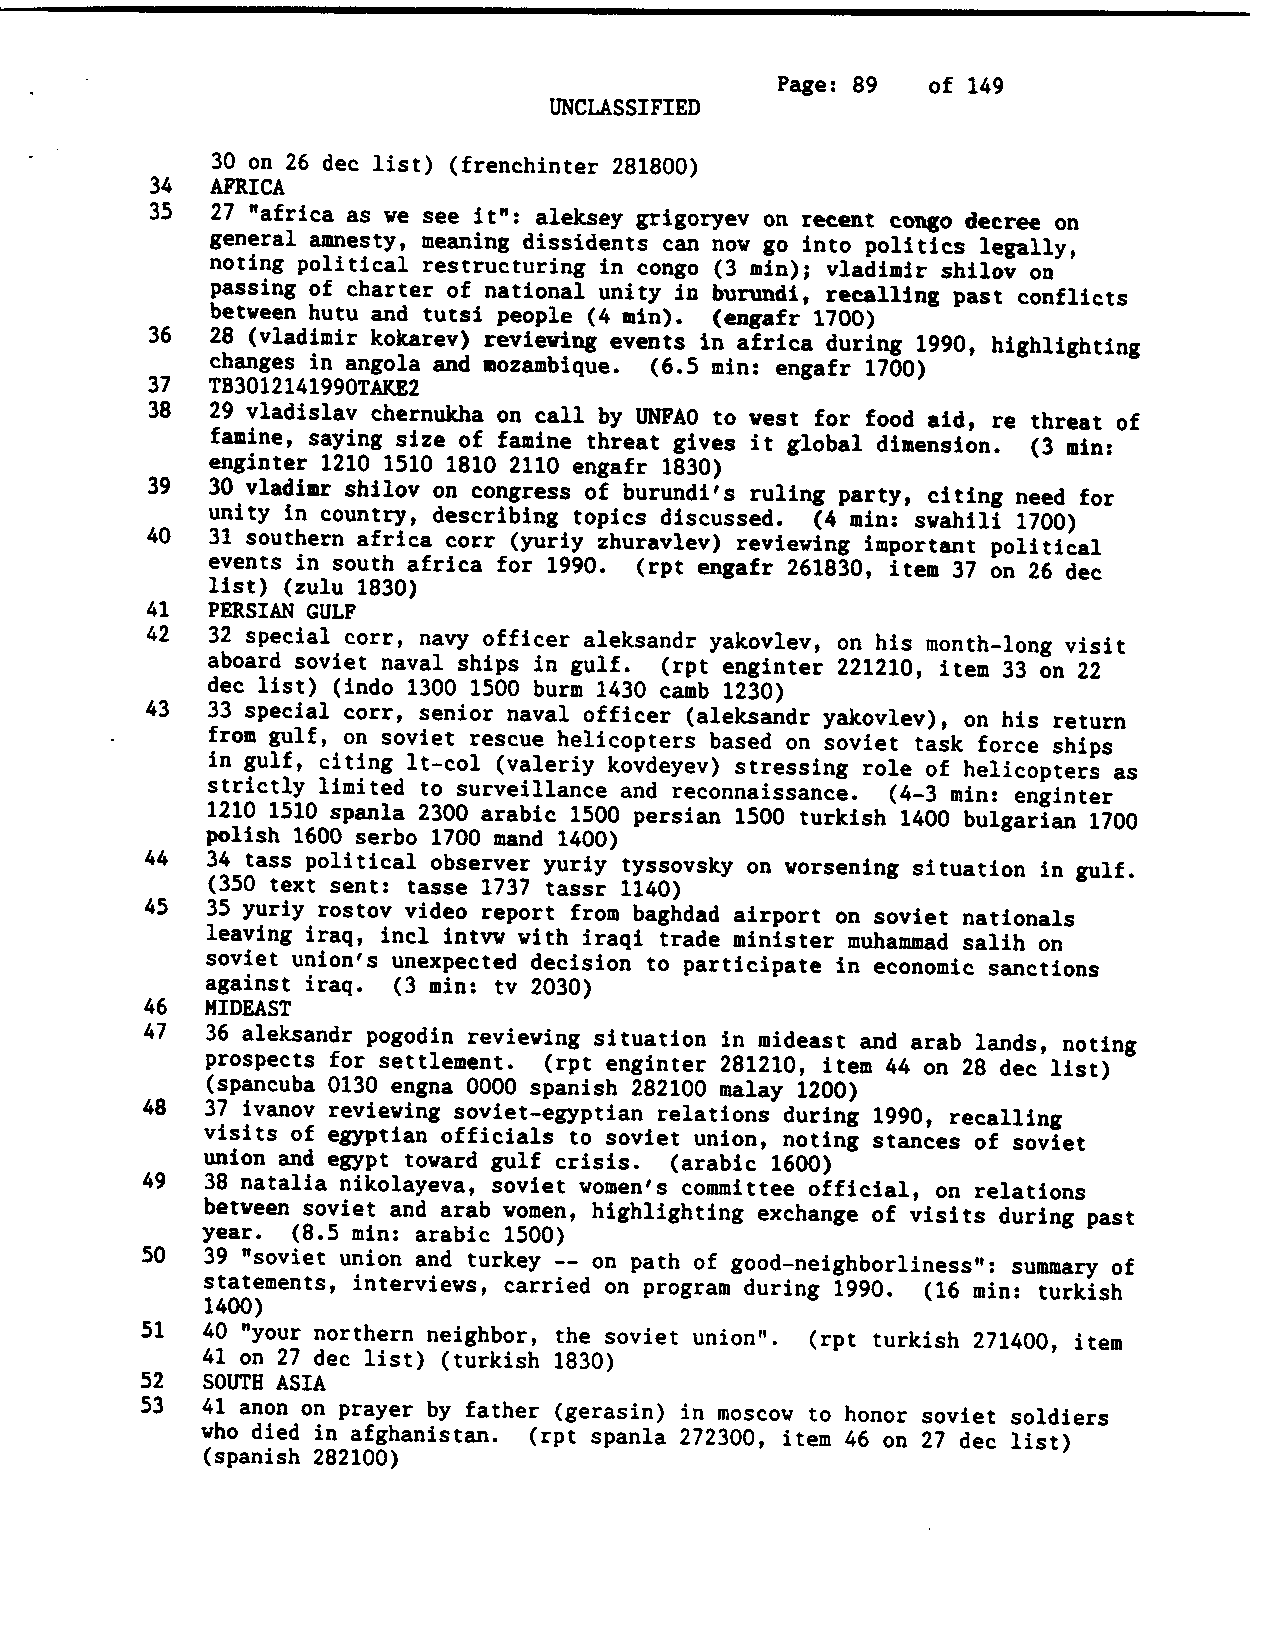 Page: 89 of 149
UNCLASSIFIED
30 on 26 dec list) (frenchinter 281800)
34 AFRICA
35 27 "africa as we see it": aleksey grigoryev on recent congo decree on
general amnesty, meaning dissidents can now go into politics legally,
noting political restructuring in congo (3 min); vladimir shilov on
passing of charter of national unity in burundi, recalling past conflicts
between hutu and tutsi people (4 min). (engafr 1700)
36 28 (vladimir kokarev) reviewing events in africa during 1990, highlighting
changes in angola and mozambique. (6.5 min: engafr 1700)
37 TB3012141990TAKE2
38 29 vladislav chernukha on call by UNFAO to west for food aid, re threat of
famine, saying size of famine threat gives it global dimension. (3 min:
enginter 1210 1510 1810 2110 engafr 1830)
39 30 vladimr shilov on congress of burundi's ruling party, citing need for
unity in country, describing topics discussed. (4 min: swahili 1700)
40 31 southern africa corr (yuriy zhuravlev) reviewing important political
events in south africa for 1990. (rpt engafr 261830, item 37 on 26 dec
list) (zulu 1830)
41 PERSIAN GULF
42 32 special corr, navy officer aleksandr yakovlev, on his month-long visit
aboard soviet naval ships in gulf. (rpt enginter 221210, item 33 on 22
dec list) (indo 1300 1500 burm 1430 camb 1230)
43 33 special corr, senior naval officer (aleksandr yakovlev), on his return
from gulf, on soviet rescue helicopters based on soviet task force ships
in gulf, citing lt-col (valeriy kovdeyev) stressing role of helicopters as
strictly limited to surveillance and reconnaissance. (4-3 min: enginter
1210 1510 spanla 2300 arabic 1500 persian 1500 turkish 1400 bulgarian 1700
polish 1600 serbo 1700 mand 1400)
44 34 tass political observer yuriy tyssovsky on worsening situation in gulf.
(350 text sent: tasse 1737 tassr 1140)
45 35 yuriy rostov video report from baghdad airport on soviet nationals
leaving iraq, incl intvw with iraqi trade minister muhammad salih on
soviet union's unexpected decision to participate in economic sanctions
against iraq. (3 min: tv 2030)
46 MIDEAST
47 36 aleksandr pogodin reviewing situation in mideast and arab lands, noting
prospects for settlement. (rpt enginter 281210, item 44 on 28 dec list)
(spancuba 0130 engna 0000 spanish 282100 malay 1200)
48 37 ivanov reviewing soviet-egyptian relations during 1990, recalling
visits of egyptian officials to soviet union, noting stances of soviet
union and egypt toward gulf crisis. (arabic 1600)
49 38 natalia nikolayeva, soviet women's committee official, on relations
between soviet and arab women, highlighting exchange of visits during past
year. (8.5 min: arabic 1500)
50 39 "soviet union and turkey -- on path of good-neighborliness": summary of
statements, interviews, carried on program during 1990. (16 min: turkish
1400)
51 40 "your northern neighbor, the soviet union". (rpt turkish 271400, item
41 on 27 dec list) (turkish 1830)
52 SOUTH ASIA
53 41 anon on prayer by father (gerasin) in moscow to honor soviet soldiers
who died in afghanistan. (rpt spanla 272300, item 46 on 27 dec list)
(spanish 282100)